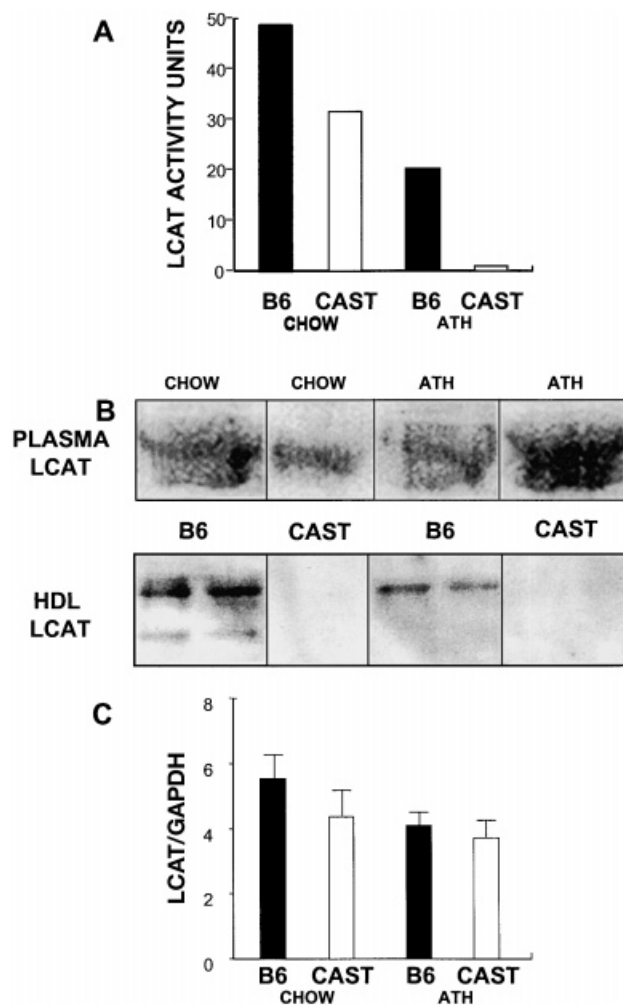 A
LCAT ACTIVITY UNITS
50
40
30
20
10
0
B6 CAST B6 CAST
CHOW ATH
B
CHOW CHOW ATH ATH
PLASMA
LCAT
B6 CAST B6 CAST
HDL
LCAT
C
LCAT/GAPDH
8
6
4
2
0
B6 CAST B6 CAST
CHOW ATH